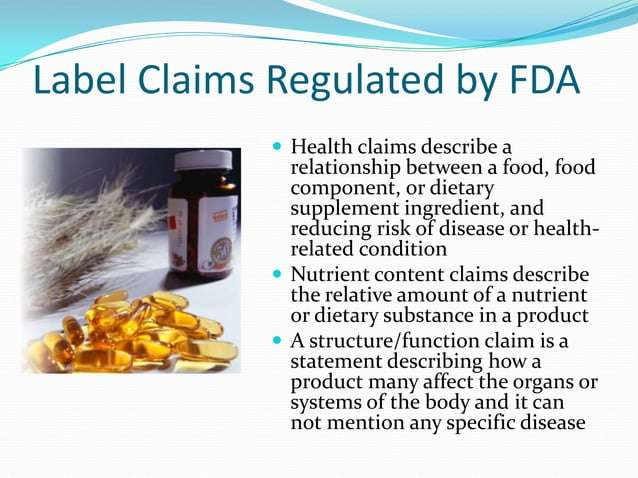 Label Claims Regulated by FDA
• Health claims describe a
relationship between a food, food
component, or dietary
supplement ingredient, and
reducing risk of disease or health-
related condition
• Nutrient content claims describe
the relative amount of a nutrient
or dietary substance in a product
• A structure/function claim is a
statement describing how a
product many affect the organs or
systems of the body and it can
not mention any specific disease